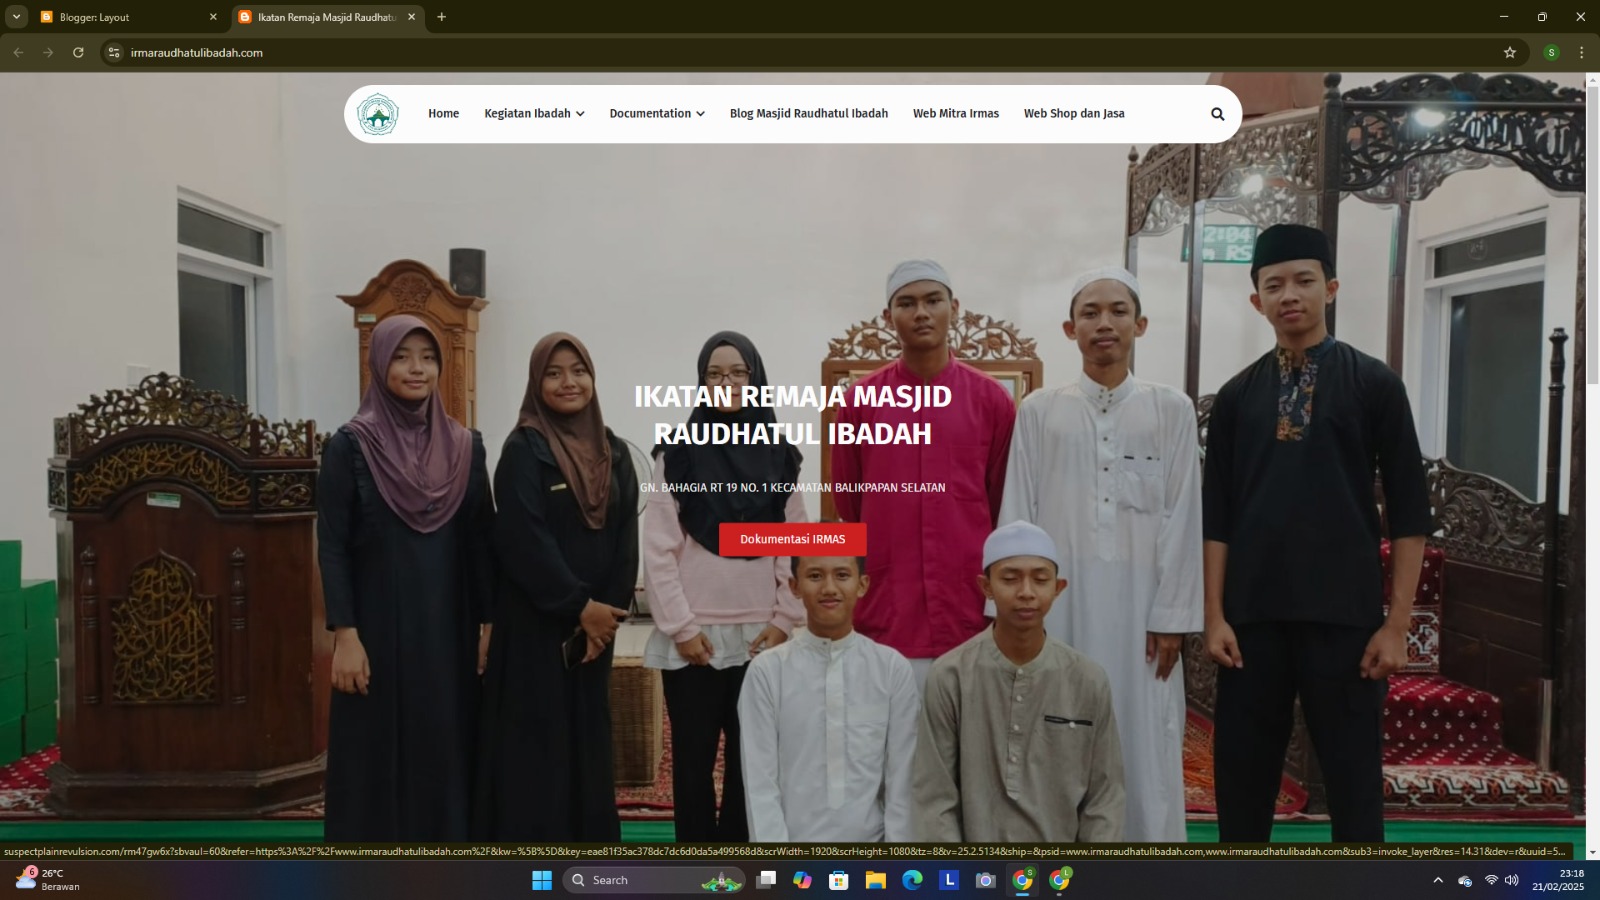 Blogger: Layout
Ikatan Remaja Masjid Raudhatu
irmaraudhatulibadah.com
S
Home
Kegiatan Ibadah
Documentation
Blog Masjid Raudhatul Ibadah
Web Mitra Irmas
Web Shop dan Jasa
IKATAN REMAJA MASJID
RAUDHATUL IBADAH
GN. BAHAGIA RT 19 NO. 1 KECAMATAN BALIKPAPAN SELATAN
Dokumentasi IRMAS
suspectplainrevulsion.com/rm47gw6x?sbvaul=60&refer=https%3A%2F%2Fwww.irmaraudhatulibadah.com%2F&kw=%5B%5D&key=eae81f35ac378dc7dc6d0da5a499568d&scrWidth=1920&scrHeight=1080&tz=8&v=25.2.5134&ship=&psid=www.irmaraudhatulibadah.com,www.irmaraudhatulibadah.com&sub3=invoke_layer&res=14.31&dev=r&uuid=5...
6
26°C
Berawan
Search
L
S
L
23:18
21/02/2025